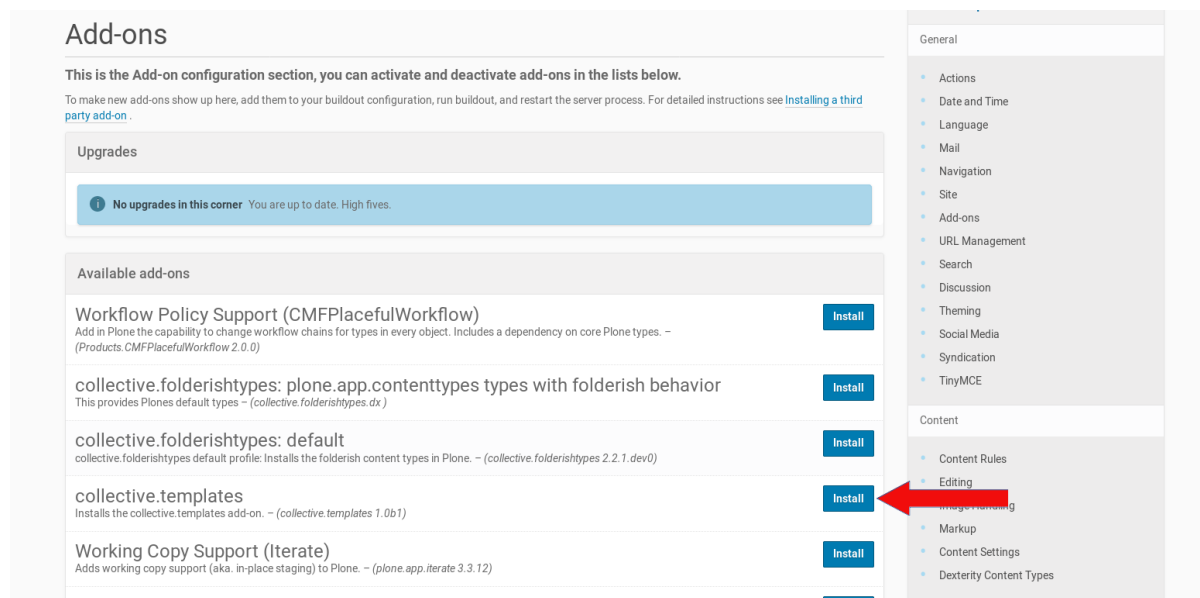 Add-ons
This is the Add-on configuration section, you can activate and deactivate add-ons in the lists below.
To make new add-ons show up here, add them to your buildout configuration, run buildout, and restart the server process. For detailed instructions see Installing a third
party add-on .
Upgrades
No upgrades in this corner You are up to date. High fives.
Available add-ons
Workflow Policy Support (CMFPlacefulWorkflow)
Add in Plone the capability to change workflow chains for types in every object. Includes a dependency on core Plone types. –
(Products.CMFPlacefulWorkflow 2.0.0)
Install
collective.folderishtypes: plone.app.contenttypes types with folderish behavior
This provides Plones default types – (collective.folderishtypes.dx )
Install
collective.folderishtypes: default
collective.folderishtypes default profile: Installs the folderish content types in Plone. – (collective.folderishtypes 2.2.1.dev0)
Install
collective.templates
Installs the collective.templates add-on. – (collective.templates 1.0b1)
Install
Working Copy Support (Iterate)
Adds working copy support (aka. in-place staging) to Plone. – (plone.app.iterate 3.3.12)
Install
General
Actions
Date and Time
Language
Mail
Navigation
Site
Add-ons
URL Management
Search
Discussion
Theming
Social Media
Syndication
TinyMCE
Content
Content Rules
Editing
Markup
Content Settings
Dexterity Content Types